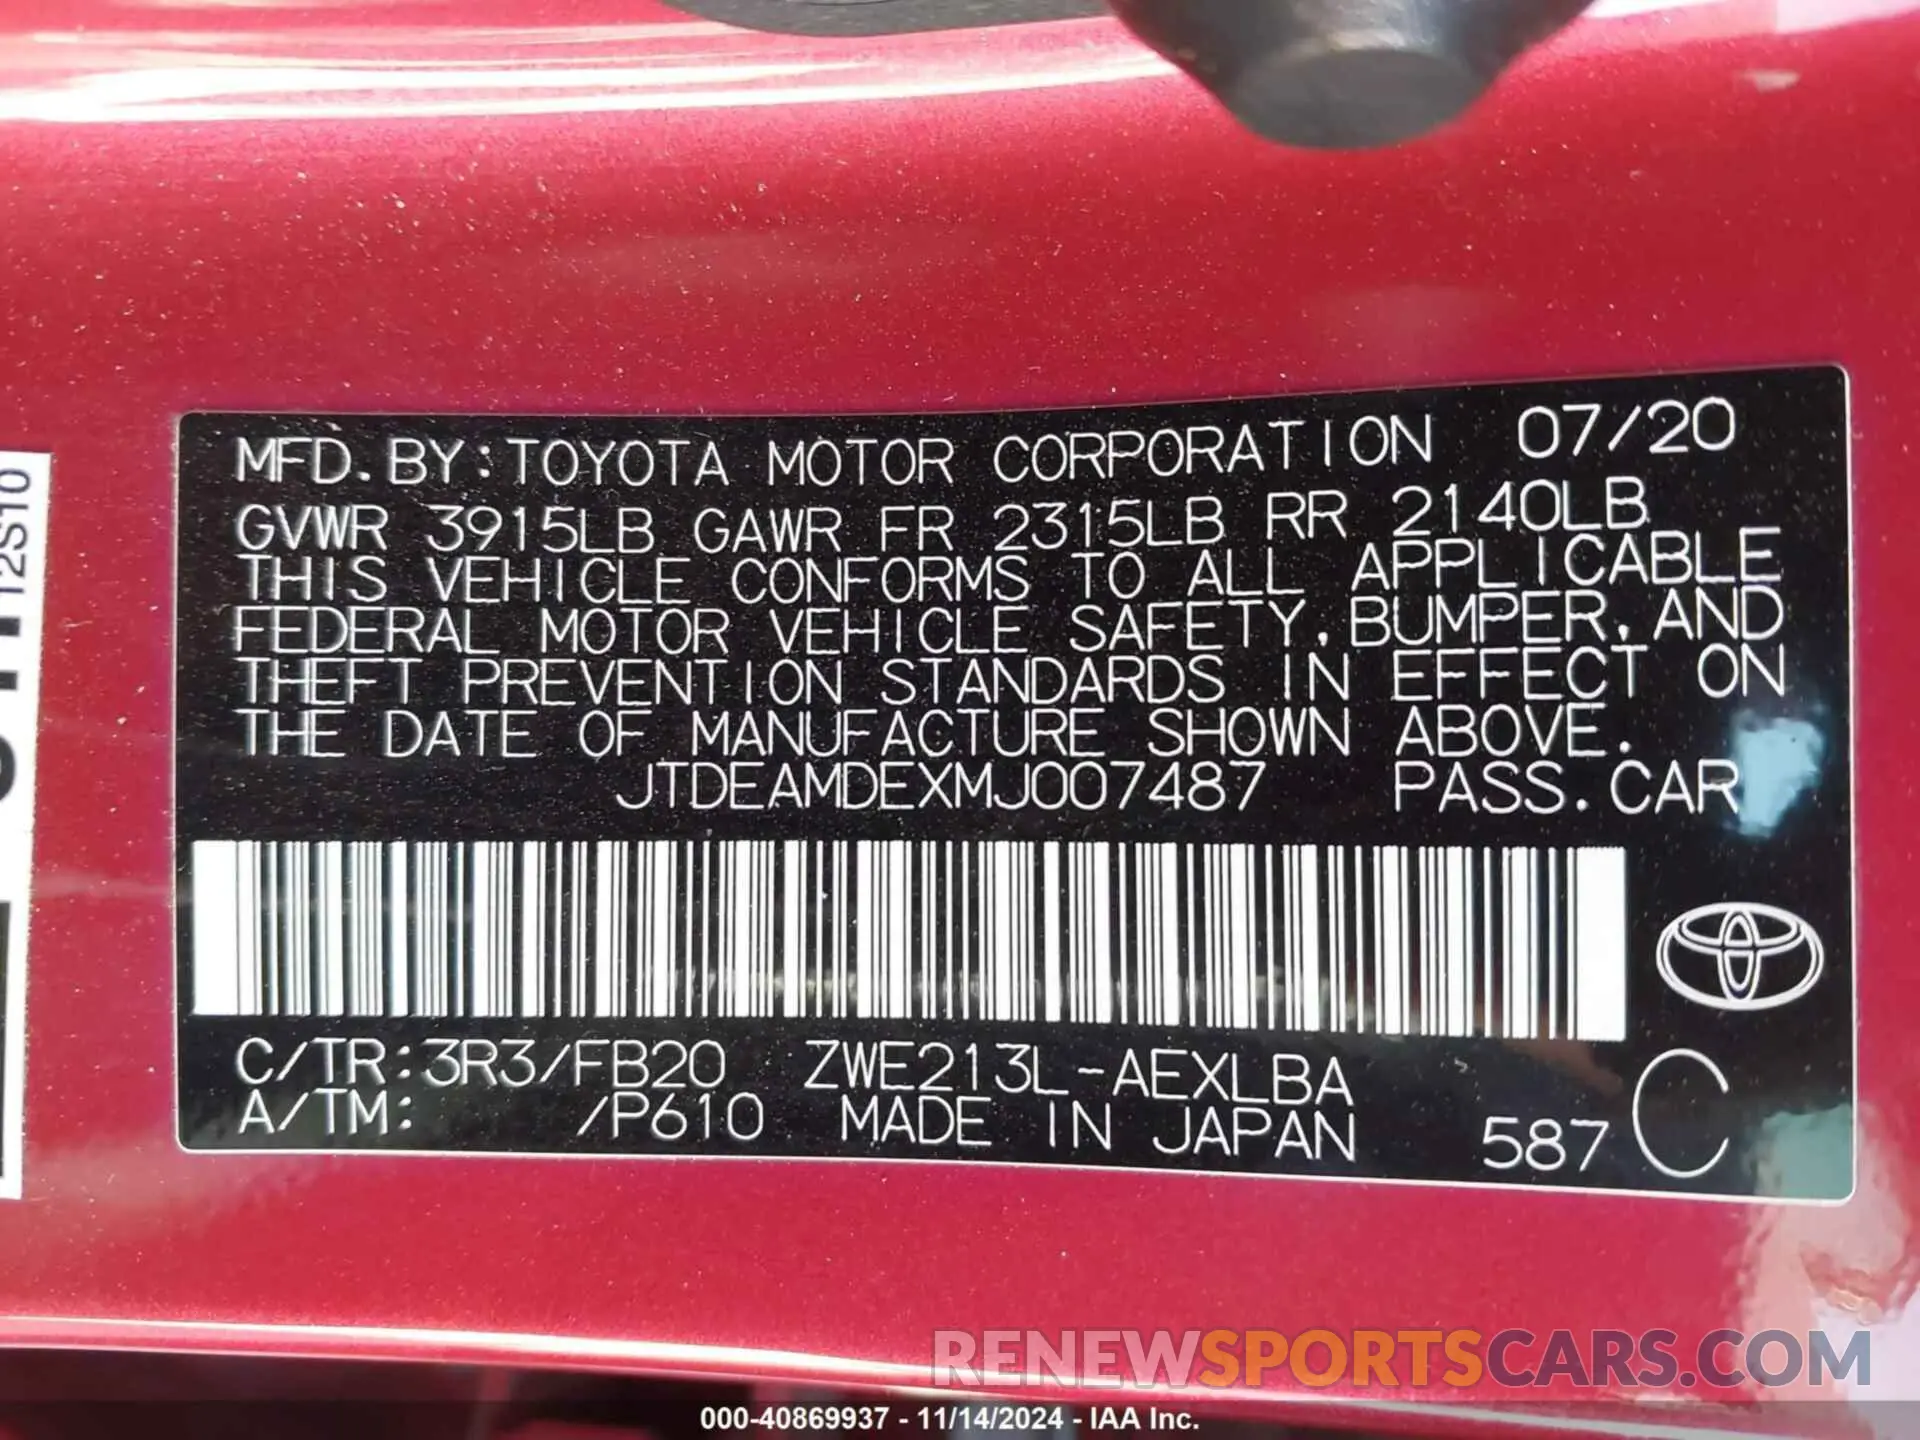 12S10
MFD.BY:TOYOTA MOTOR CORPORATION 07/20
GVWR 3915LB GAWR FR 2315LB RR 2140LB
THIS VEHICLE CONFORMS TO ALL APPLICABLE
FEDERAL MOTOR VEHICLE SAFETY, BUMPER, AND
THEFT PREVENTION STANDARDS IN EFFECT ON
THE DATE OF MANUFACTURE SHOWN ABOVE.
JTDEAMDEXMJ007487 PASS.CAR
C/TR:3R3/FB20 ZWE213L-AEXLBA
A/TM: /P610 MADE IN JAPAN 587 C
RENEWSPORTSCARS.COM
000-40869937 - 11/14/2024 - IAA Inc.